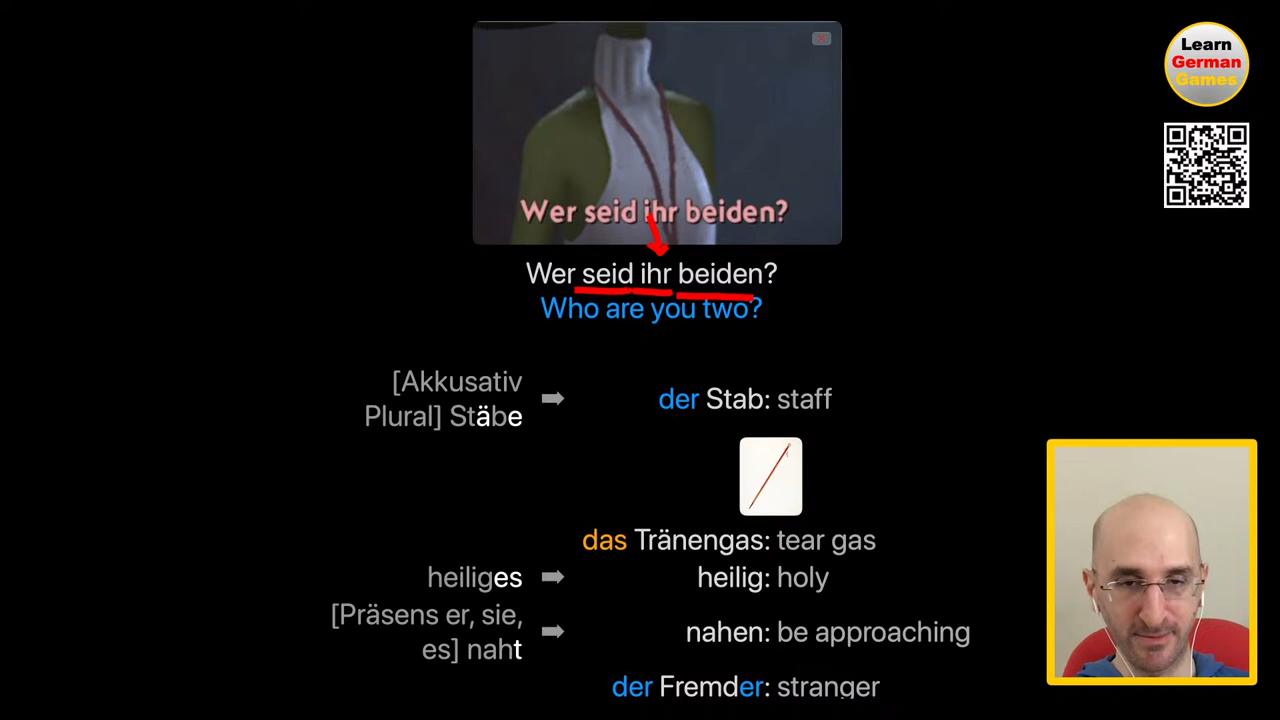 Learn
German
Games
Wer seid ihr beiden?
Wer seid ihr beiden?
Who are you two?
[Akkusativ
Plural] Stäbe
➡
der Stab: staff
das Tränengas: tear gas
heiliges ➡ heilig: holy
[Präsens er, sie,
es] naht
➡
nahen: be approaching
der Fremder: stranger